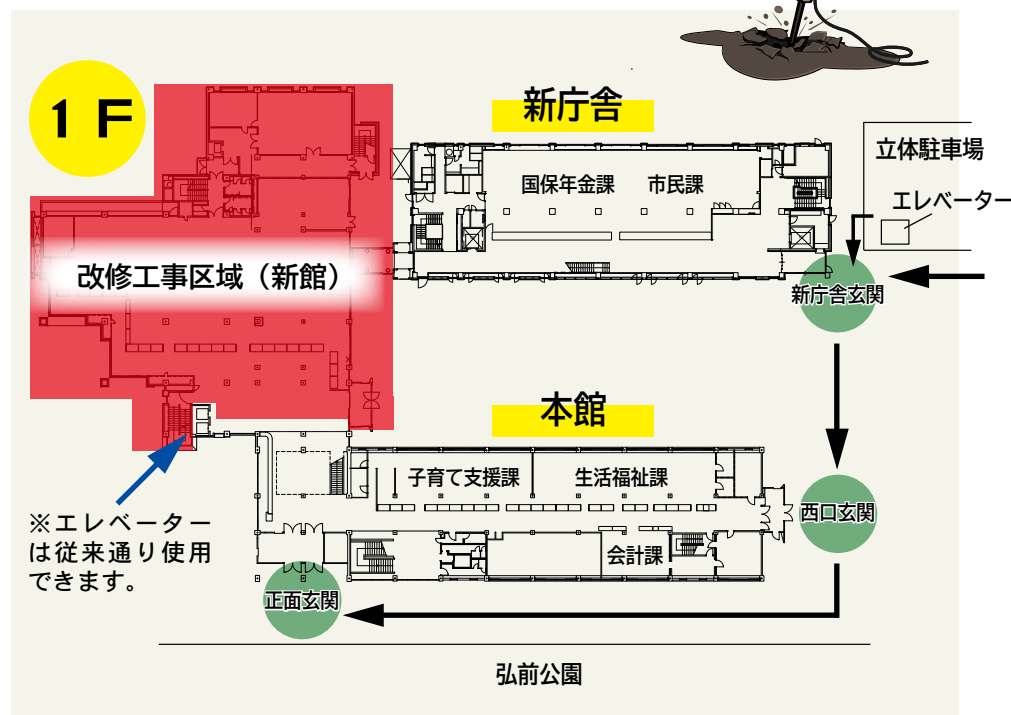 １Ｆ
新庁舎
立体駐車場
国保年金課
市民課
エレベーター
改修工事区域（新館）
新庁舎玄関
本館
子育て支援課
生活福祉課
西口玄関
※エレベーター
は従来通り使用
できます。
会計課
正面玄関
弘前公園